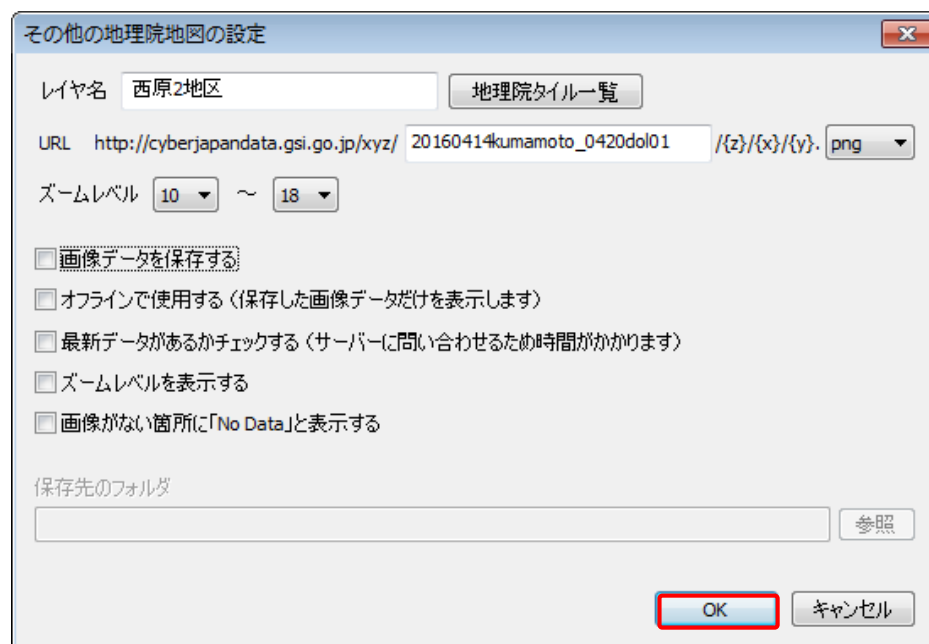 その他の地理院地図の設定
レイヤ名 西原2地区 地理院タイル一覧
URL http://cyberjapandata.gsi.go.jp/xyz/ 20160414kumamoto_0420dol01 /{z}/{x}/{y}. png
ズームレベル 10 ～ 18
画像データを保存する
オフラインで使用する（保存した画像データだけを表示します）
最新データがあるかチェックする（サーバーに問い合わせるため時間がかかります）
ズームレベルを表示する
画像がない箇所に「No Data」と表示する
保存先のフォルダ
参照
OK キャンセル